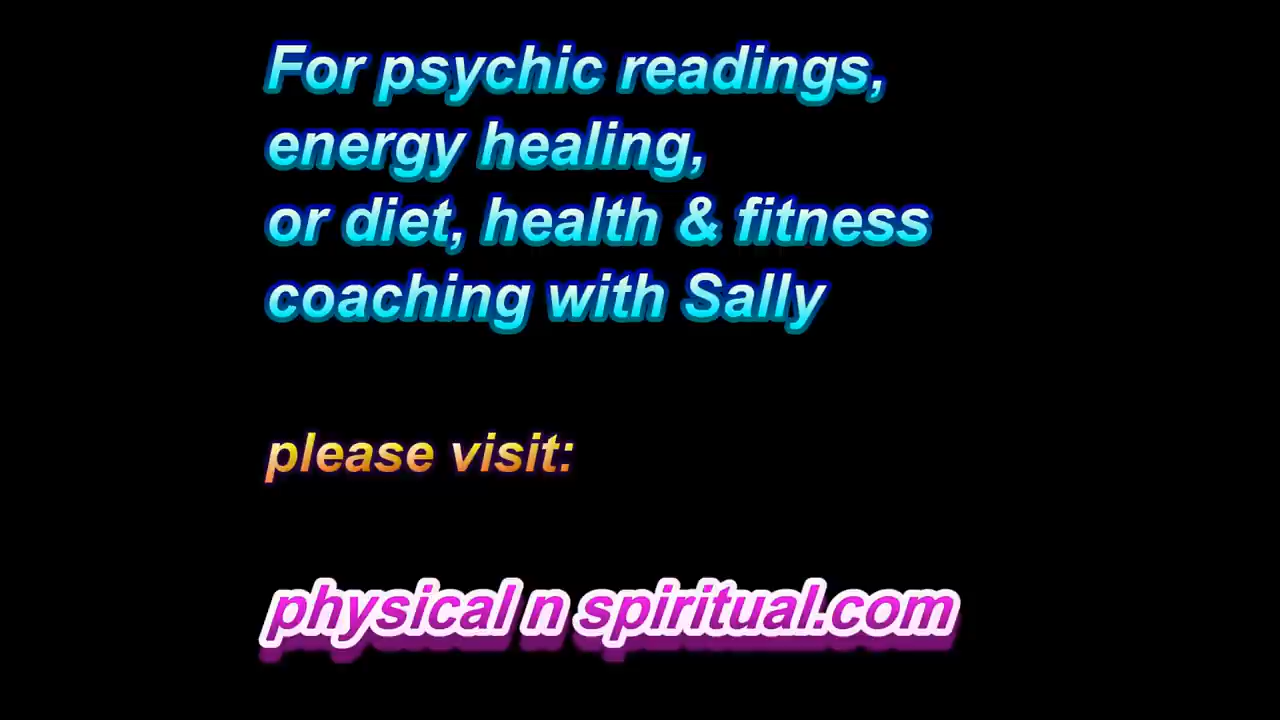 For psychic readings,
energy healing,
or diet, health & fitness
coaching with Sally
please visit:
physical n spiritual.com